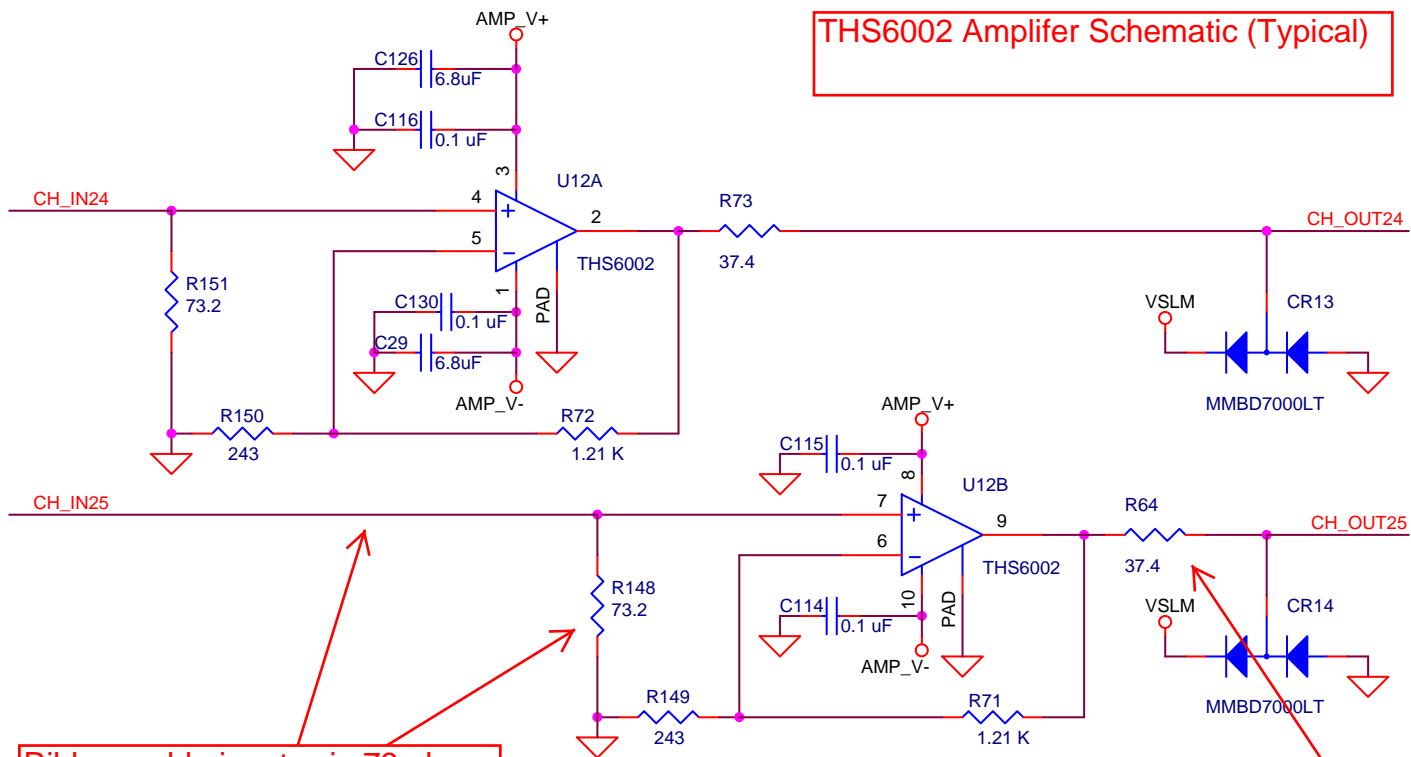 THS6002 Amplifer Schematic (Typical)
AMP_V+
C126
6.8uF
C116
0.1 uF
3
U12A
CH_IN24
4
+
2
R73
CH_OUT24
5
−
THS6002
37.4
R151
73.2
C130
0.1 uF
1
PAD
C29
6.8uF
AMP_V-
VSLM
CR13
MMBD7000LT
R150
243
R72
1.21 K
AMP_V+
C115
0.1 uF
8
U12B
CH_IN25
7
+
9
R64
CH_OUT25
6
−
THS6002
37.4
R148
73.2
C114
0.1 uF
10
PAD
AMP_V-
VSLM
CR14
MMBD7000LT
R149
243
R71
1.21 K